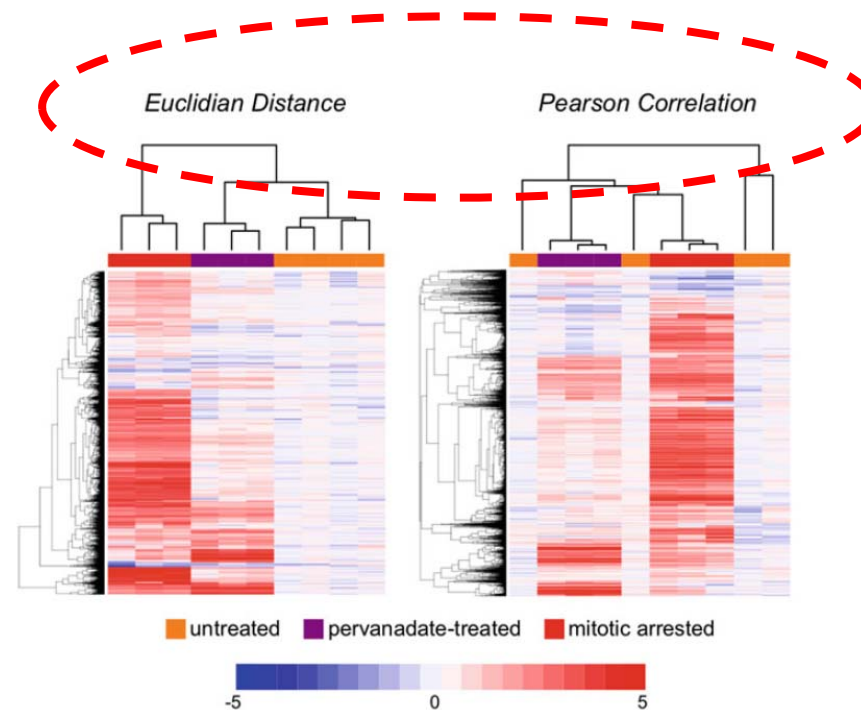 Euclidian Distance
Pearson Correlation
untreated
pervanadate-treated
mitotic arrested
-5
0
5